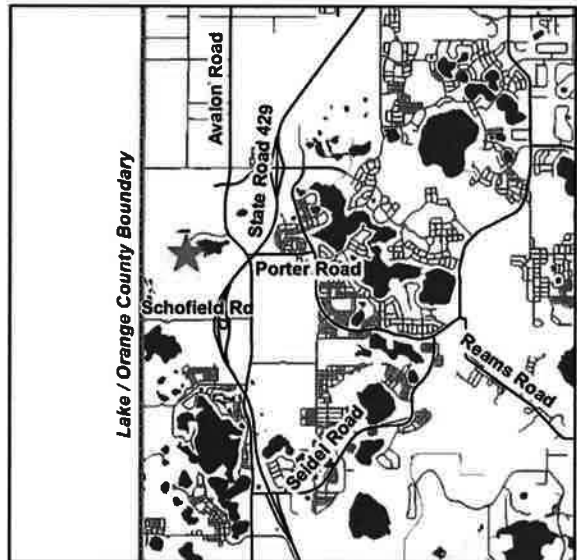 Avalon Road
State Road 429
Lake / Orange County Boundary
Porter Road
Schofield Rd
Reams Road
Seidel Road